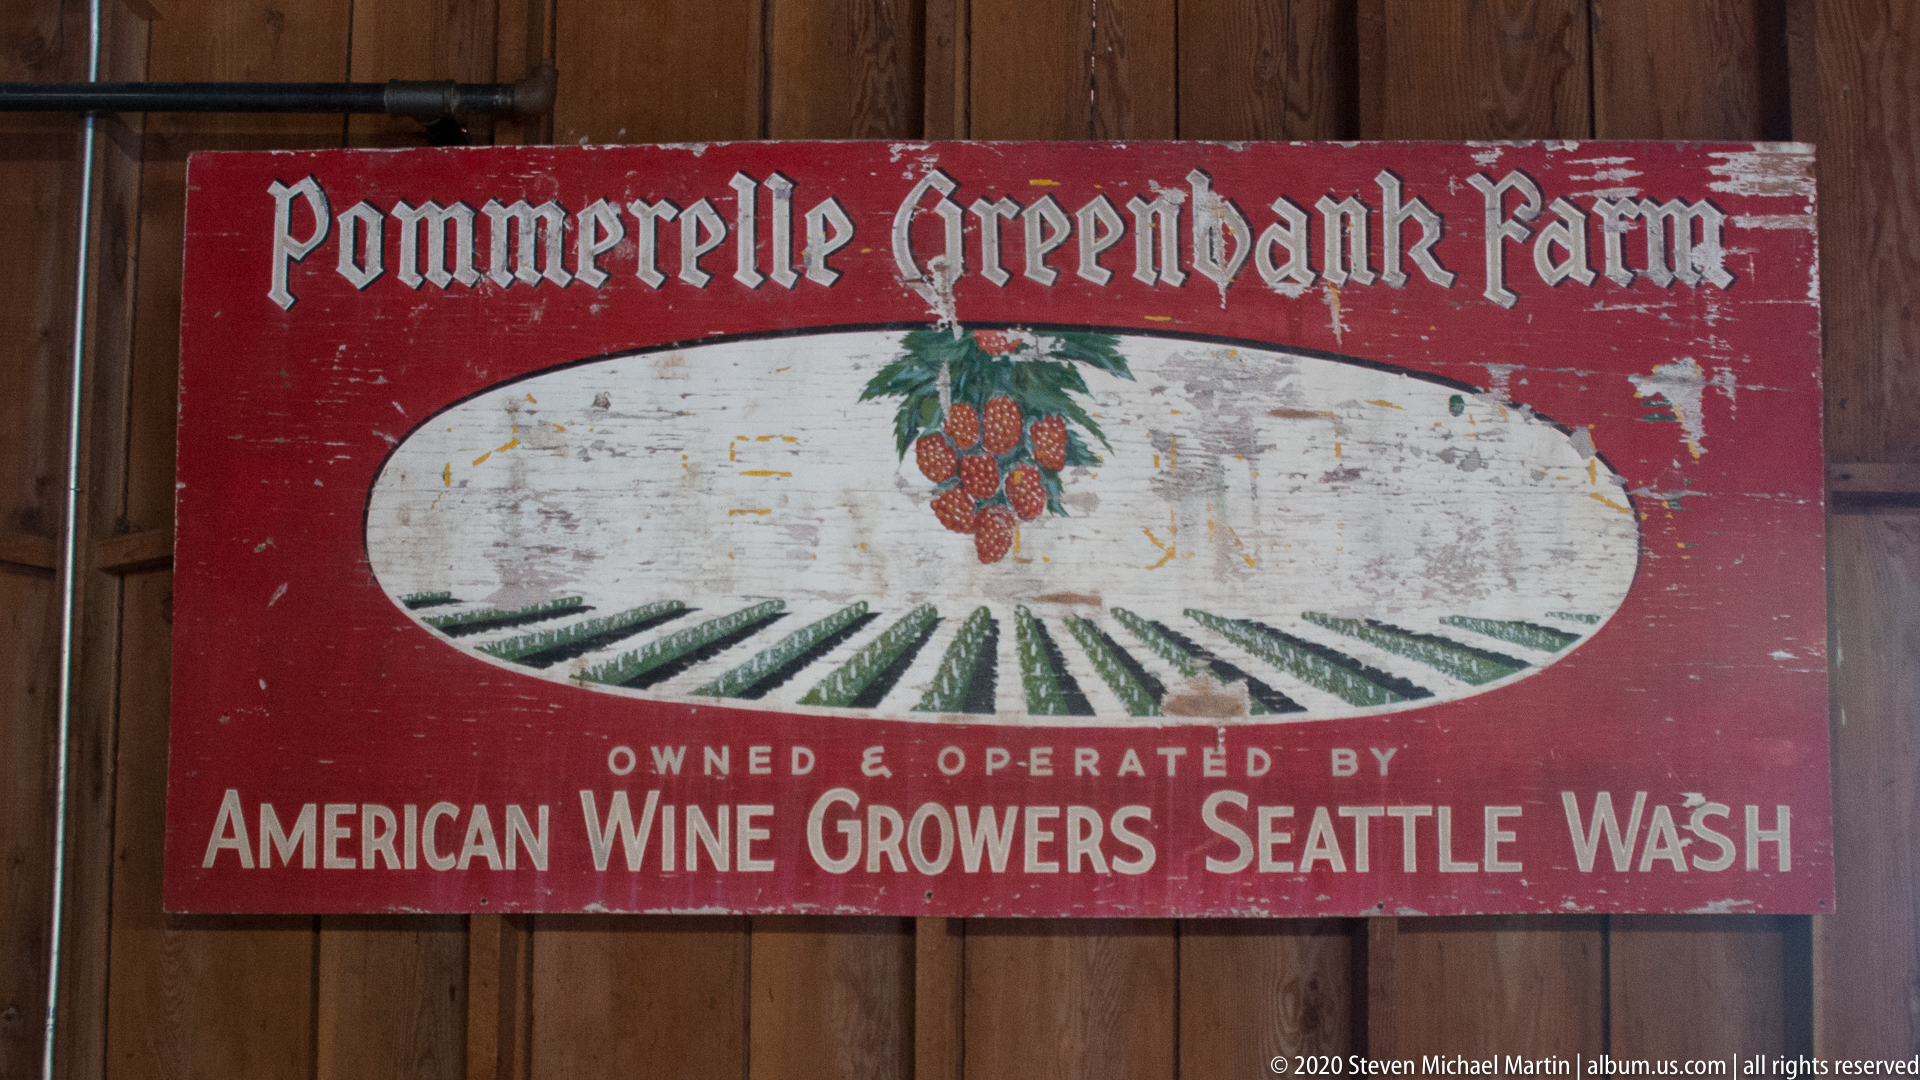 Pommerelle Greenbank Farm
OWNED & OPERATED BY
AMERICAN WINE GROWERS SEATTLE WASH
© 2020 Steven Michael Martin | album.us.com | all rights reserved